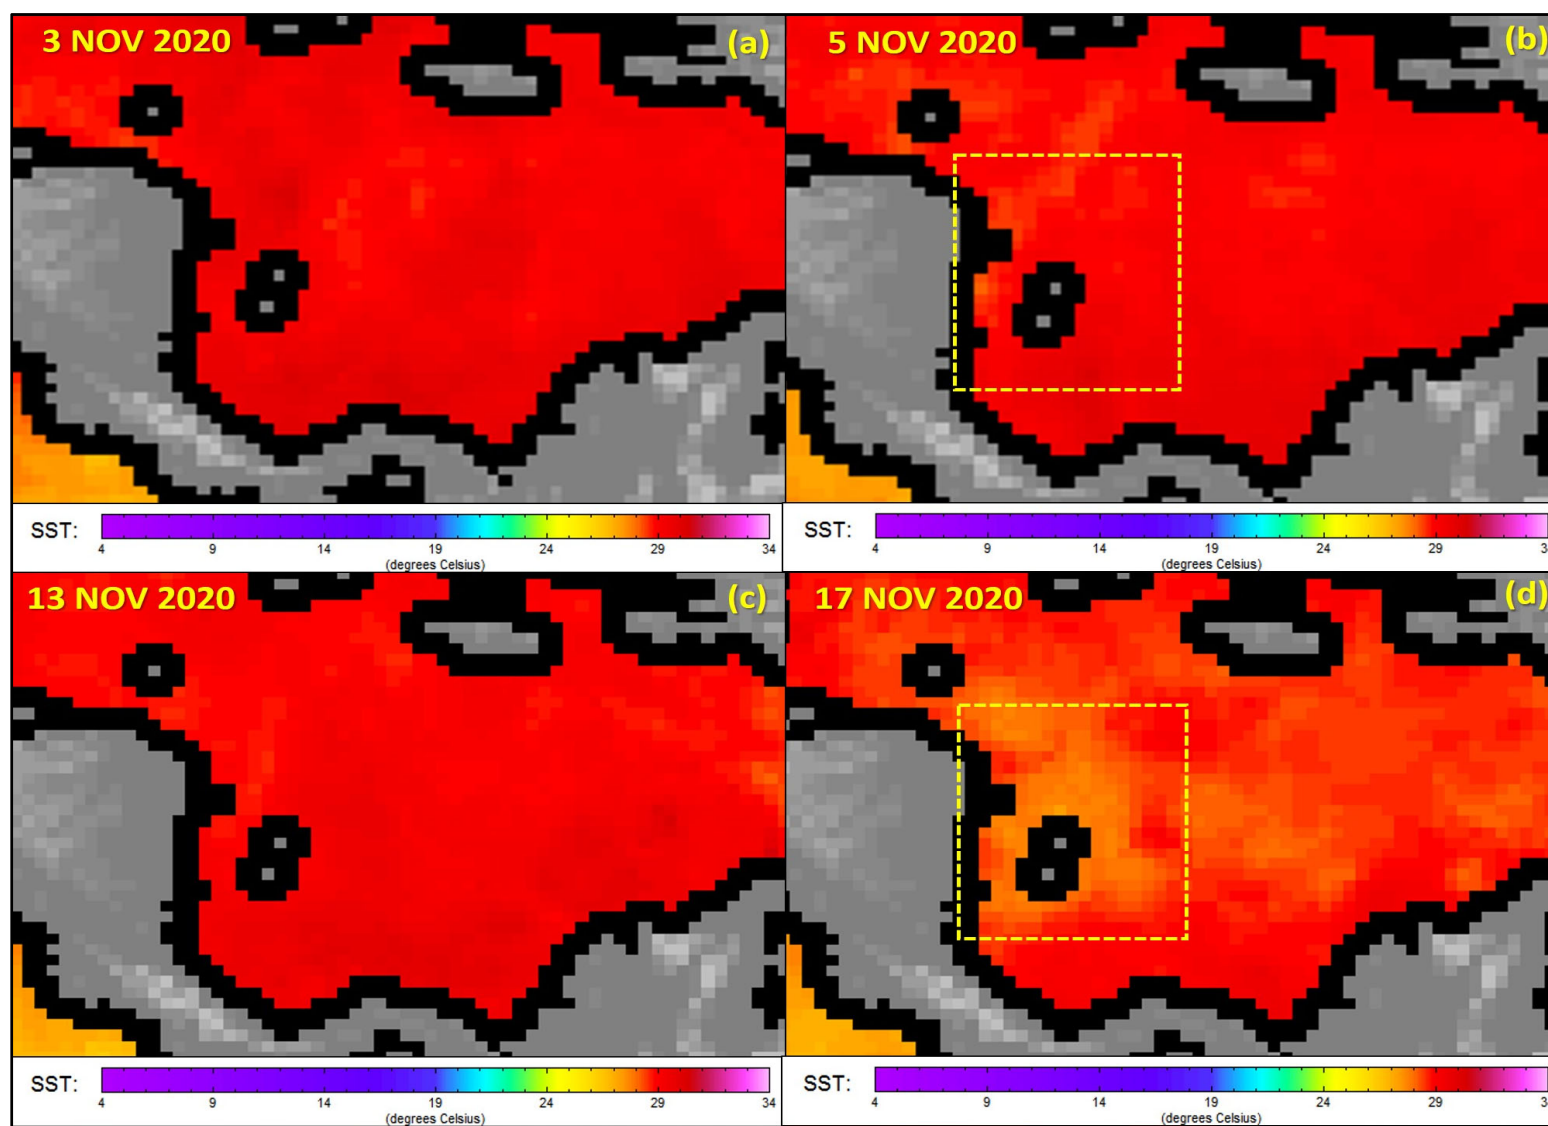 3 NOV 2020 (a)
5 NOV 2020 (b)
SST: 4 9 14 19 24 29 34
(degrees Celsius)
SST: 4 9 14 19 24 29
(degrees Celsius)
13 NOV 2020 (c)
17 NOV 2020 (d)
SST: 4 9 14 19 24 29 34
(degrees Celsius)
SST: 4 9 14 19 24 29
(degrees Celsius)